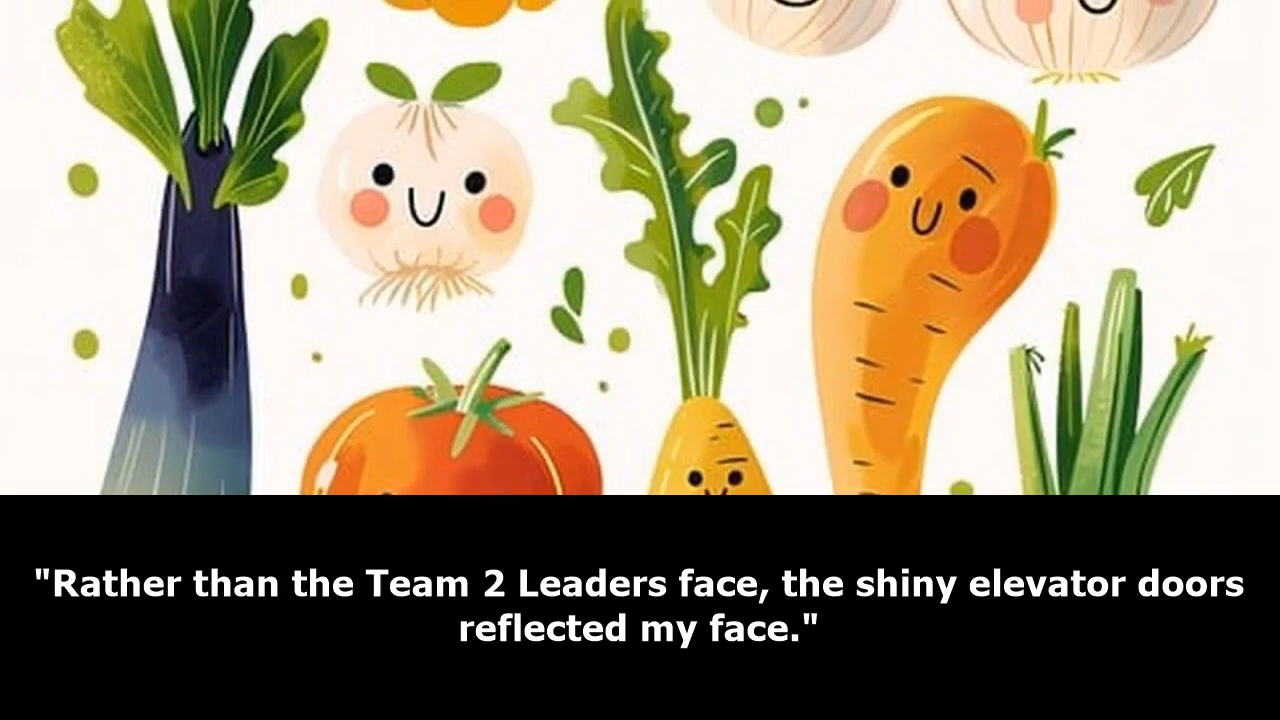 "Rather than the Team 2 Leaders face, the shiny elevator doors
reflected my face."